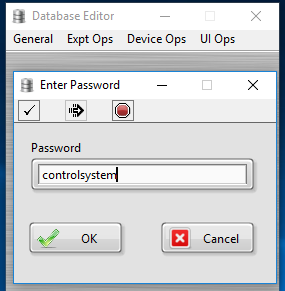 Database Editor
General Expt Ops Device Ops UI Ops
Enter Password
Password
controlsystem
OK Cancel